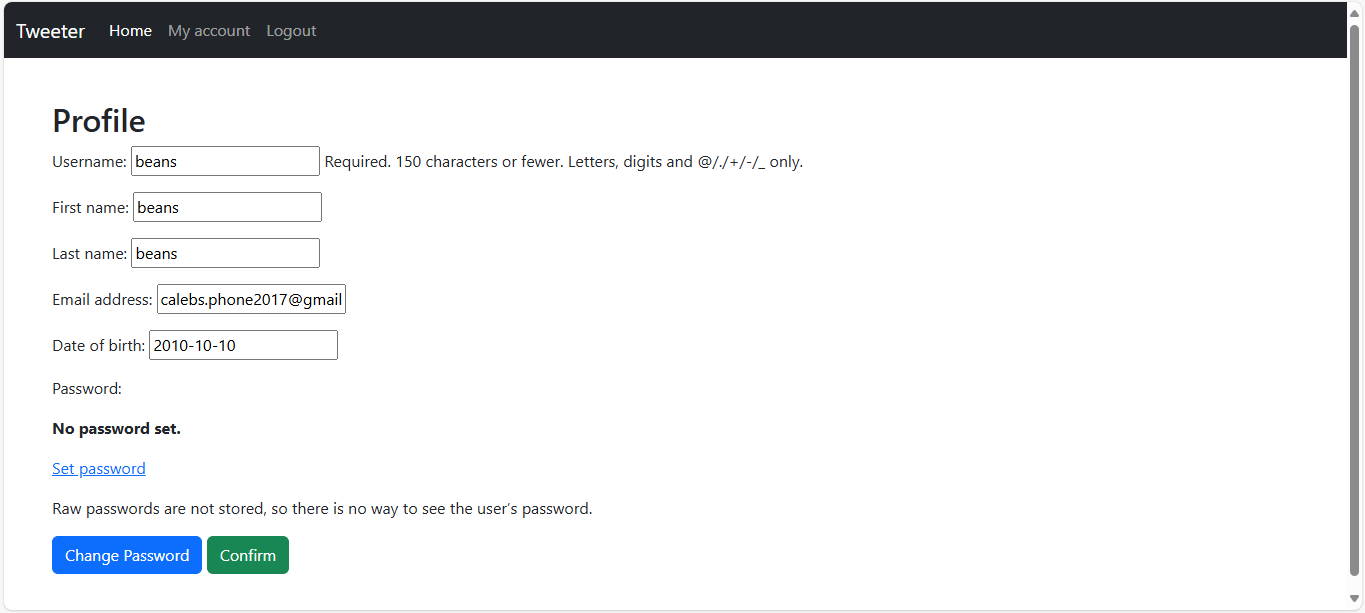 Tweeter Home My account Logout
Profile
Username: beans Required. 150 characters or fewer. Letters, digits and @/./+/-/_ only.
First name: beans
Last name: beans
Email address: calebs.phone2017@gmail
Date of birth: 2010-10-10
Password:
No password set.
Set password
Raw passwords are not stored, so there is no way to see the user’s password.
Change Password Confirm